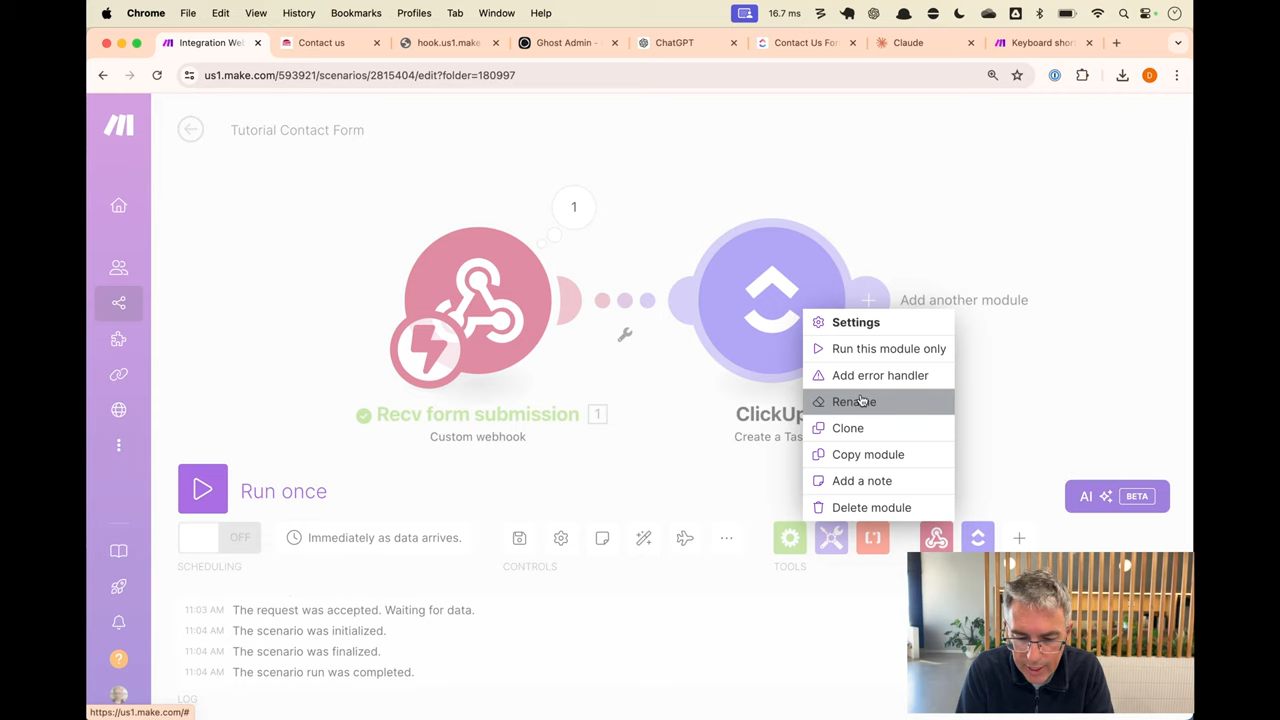 Chrome File Edit View History Bookmarks Profiles Tab Window Help 16.7 ms A
Integration We Contact us hook.us1.make Ghost Admin - ChatGPT Contact Us For Claude Keyboard shor
us1.make.com/593921/scenarios/2815404/edit?folder=180997 D
Tutorial Contact Form
1
Add another module
Settings
Run this module only
Add error handler
Rename
Clone
Copy module
Add a note
Delete module
Recv form submission 1
Custom webhook
ClickUp
Create a Tas
Run once
AI BETA
OFF Immediately as data arrives.
SCHEDULING CONTROLS TOOLS
11:03 AM The request was accepted. Waiting for data.
11:04 AM The scenario was initialized.
11:04 AM The scenario was finalized.
11:04 AM The scenario run was completed.
LOG
https://us1.make.com/#